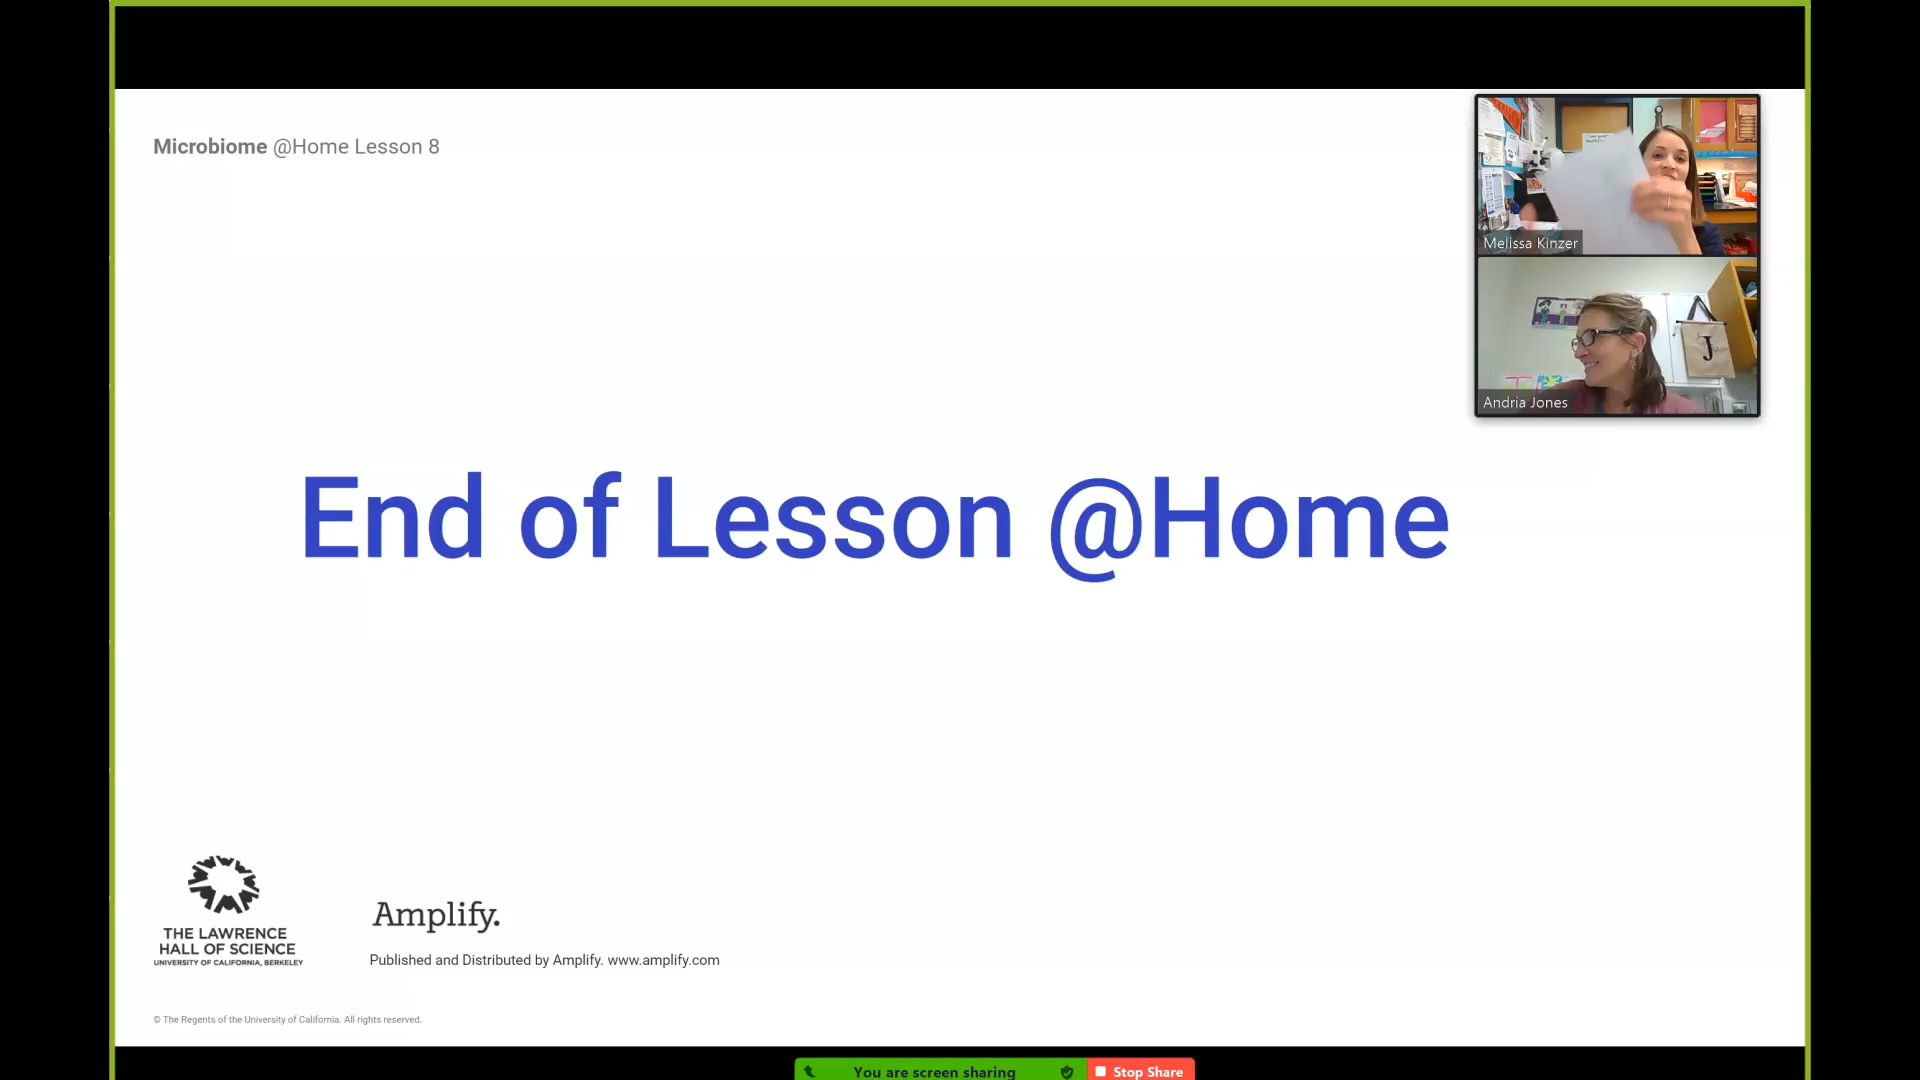 Microbiome @Home Lesson 8
Melissa Kinzer
J
Andria Jones
End of Lesson @Home
THE LAWRENCE
HALL OF SCIENCE
UNIVERSITY OF CALIFORNIA, BERKELEY
Amplify.
Published and Distributed by Amplify. www.amplify.com
© The Regents of the University of California. All rights reserved.
You are screen sharing
Stop Share